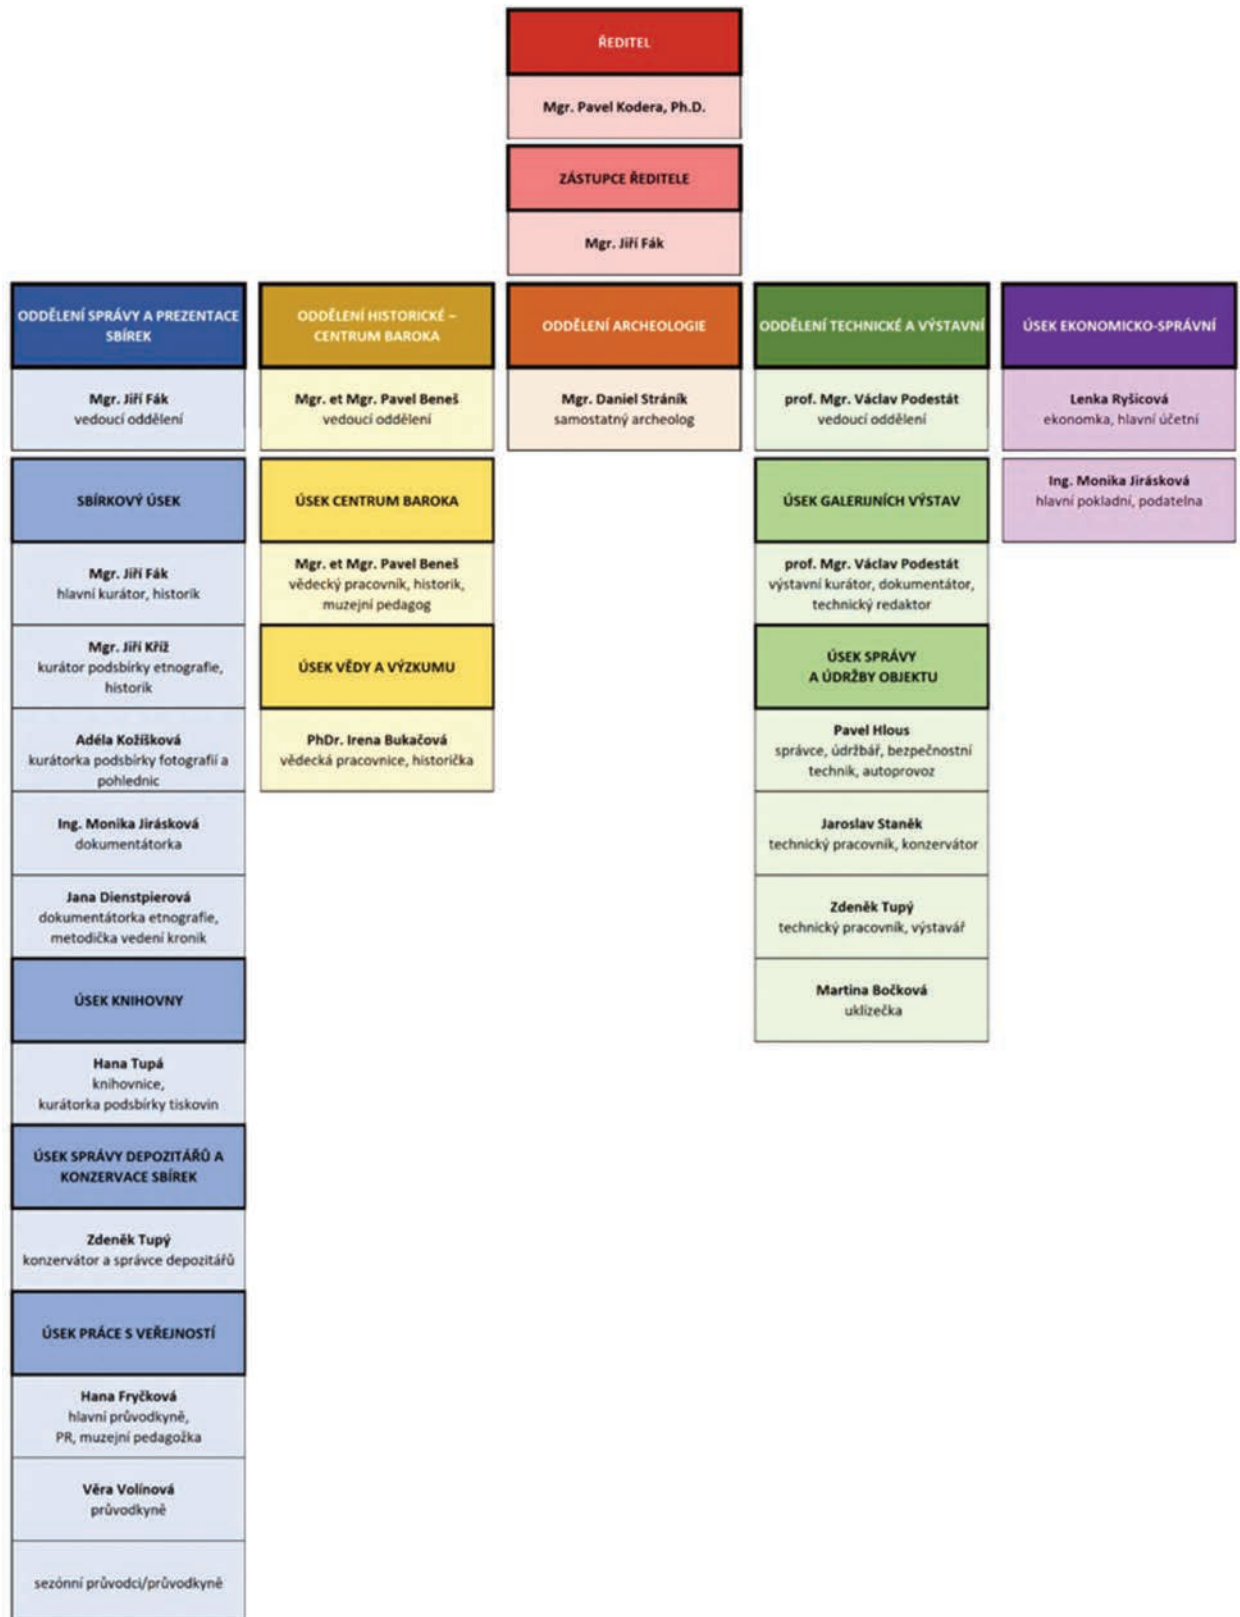 ŘEDITEL
Mgr. Pavel Kodera, Ph.D.
ZÁSTUPCE ŘEDITELE
Mgr. Jiří Fák
ODDĚLENÍ SPRÁVY A PREZENTACE
SBÍREK
Mgr. Jiří Fák
vedoucí oddělení
SBÍRKOVÝ ÚSEK
Mgr. Jiří Fák
hlavní kurátor, historik
Mgr. Jiří Kříž
kurátor podsbírky etnografie,
historik
Adéla Kožíšková
kurátorka podsbírky fotografií a
pohlednic
Ing. Monika Jirásková
dokumentátorka
Jana Dienstpierová
dokumentátorka etnografie,
metodička vedení kronik
ÚSEK KNIHOVNY
Hana Tupá
knihovnice,
kurátorka podsbírky tiskovin
ÚSEK SPRÁVY DEPOZITÁŘŮ A
KONZERVACE SBÍREK
Zdeněk Tupý
konzervátor a správce depozitářů
ÚSEK PRÁCE S VEŘEJNOSTÍ
Hana Fryčková
hlavní průvodkyně,
PR, muzejní pedagožka
Věra Volínová
průvodkyně
sezónní průvodci/průvodkyně
ODDĚLENÍ HISTORICKÉ –
CENTRUM BAROKA
Mgr. et Mgr. Pavel Beneš
vedoucí oddělení
ÚSEK CENTRUM BAROKA
Mgr. et Mgr. Pavel Beneš
vědecký pracovník, historik,
muzejní pedagog
ÚSEK VĚDY A VÝZKUMU
PhDr. Irena Bukačová
vědecká pracovnice, historička
ODDĚLENÍ ARCHEOLOGIE
Mgr. Daniel Stráník
samostatný archeolog
ODDĚLENÍ TECHNICKÉ A VÝSTAVNÍ
prof. Mgr. Václav Podestát
vedoucí oddělení
ÚSEK GALERIJNÍCH VÝSTAV
prof. Mgr. Václav Podestát
výstavní kurátor, dokumentátor,
technický redaktor
ÚSEK SPRÁVY
A ÚDRŽBY OBJEKTU
Pavel Hlous
správce, údržbář, bezpečnostní
technik, autoprovoz
Jaroslav Staněk
technický pracovník, konzervátor
Zdeněk Tupý
technický pracovník, výstavář
Martina Bočková
uklízečka
ÚSEK EKONOMICKO-SPRÁVNÍ
Lenka Ryšicová
ekonomka, hlavní účetní
Ing. Monika Jirásková
hlavní pokladní, podatelna